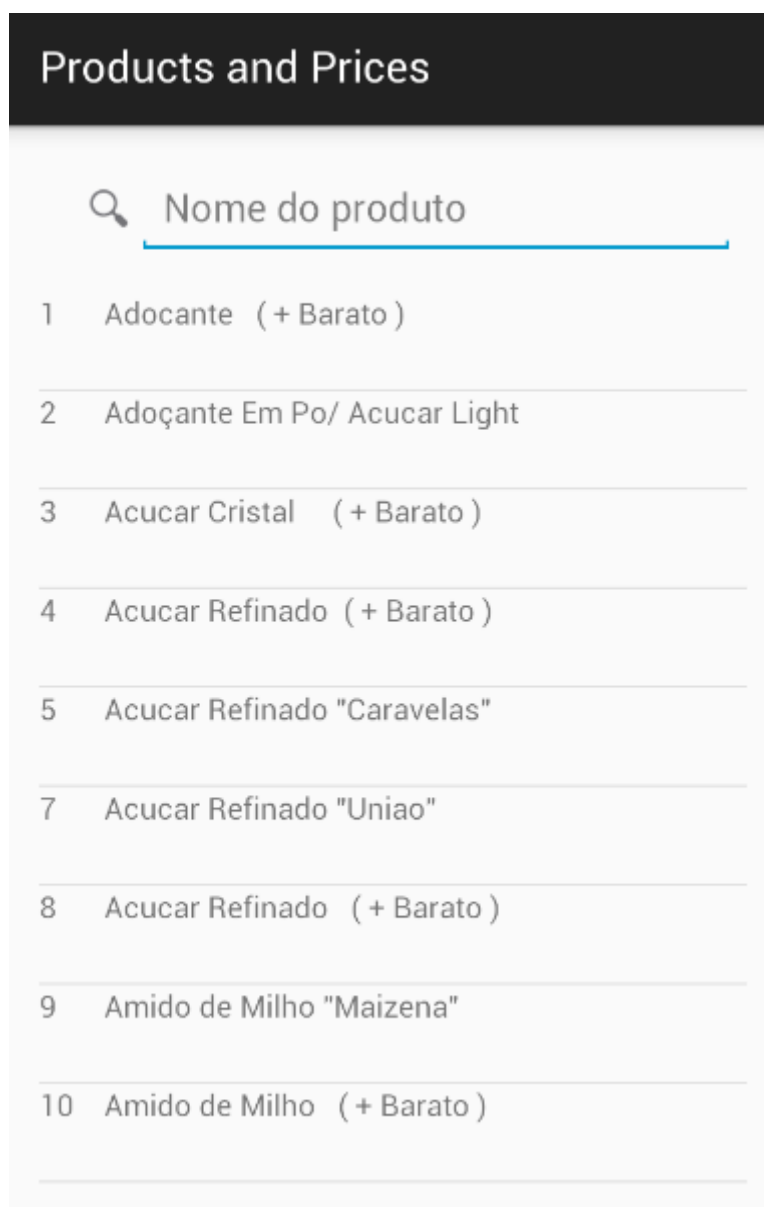 Products and Prices
Nome do produto
1 Adocante ( + Barato )
2 Adoçante Em Po/ Acucar Light
3 Acucar Cristal ( + Barato )
4 Acucar Refinado ( + Barato )
5 Acucar Refinado "Caravelas"
7 Acucar Refinado "Uniao"
8 Acucar Refinado ( + Barato )
9 Amido de Milho "Maizena"
10 Amido de Milho ( + Barato )